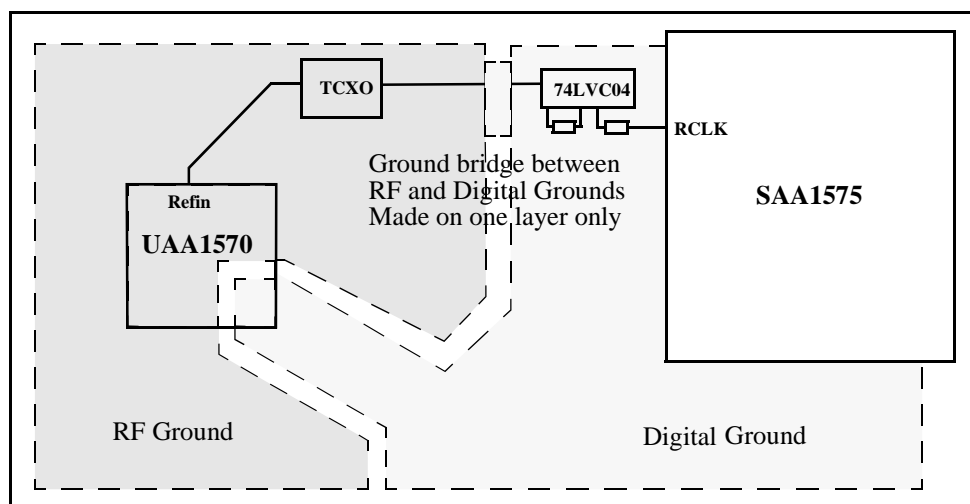 TCXO
74LVC04
RCLK
Ground bridge between
RF and Digital Grounds
Made on one layer only
SAA1575
Refin
UAA1570
RF Ground
Digital Ground